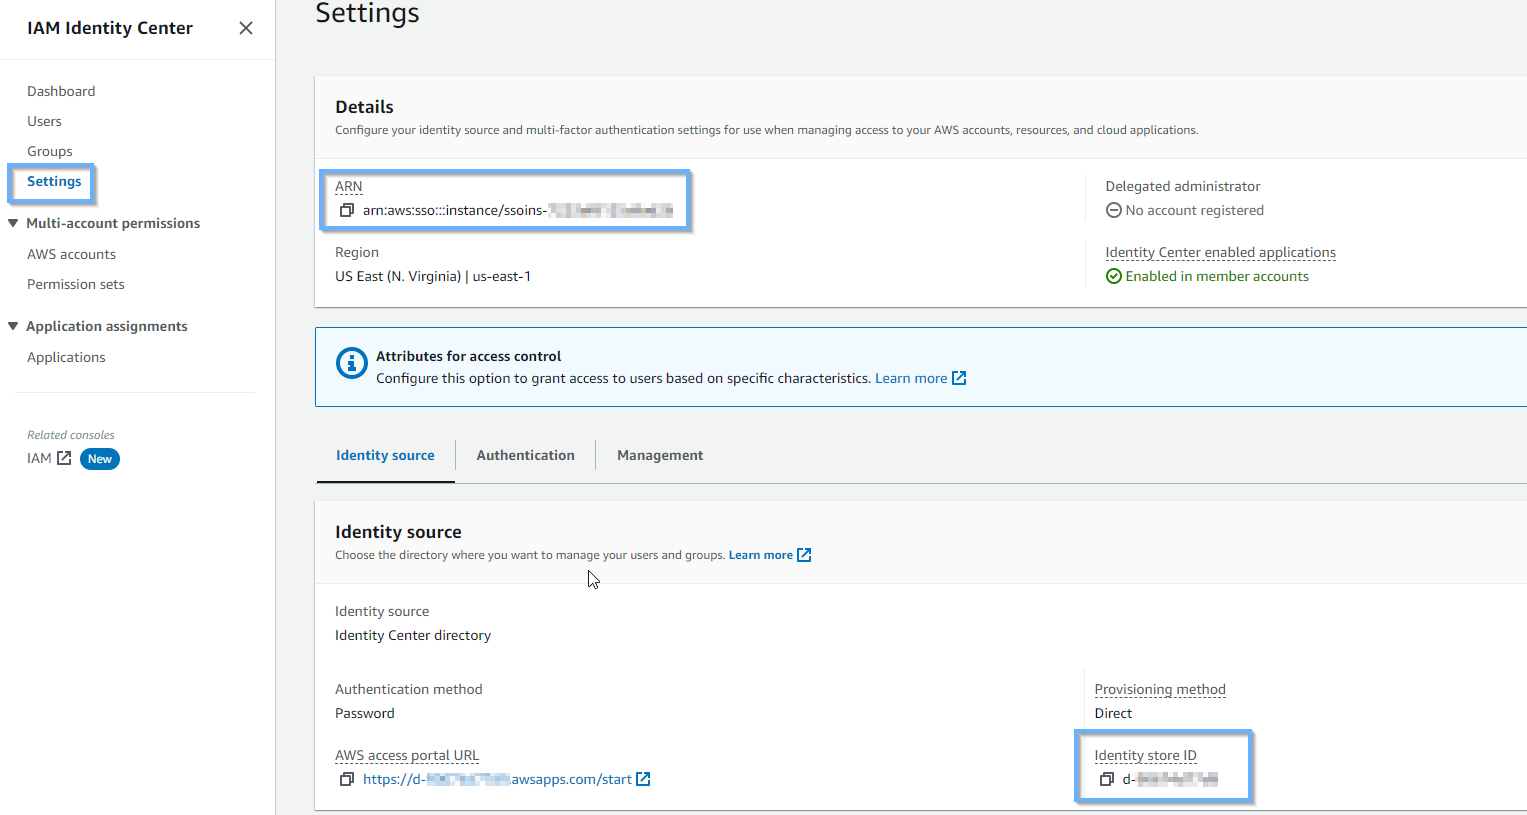 IAM Identity Center
Dashboard
Users
Groups
Settings
Multi-account permissions
AWS accounts
Permission sets
Application assignments
Applications
Related consoles
IAM New
Settings
Details
Configure your identity source and multi-factor authentication settings for use when managing access to your AWS accounts, resources, and cloud applications.
ARN
arn:aws:sso:::instance/ssoins-
Region
US East (N. Virginia) | us-east-1
Delegated administrator
No account registered
Identity Center enabled applications
Enabled in member accounts
Attributes for access control
Configure this option to grant access to users based on specific characteristics. Learn more
Identity source Authentication Management
Identity source
Choose the directory where you want to manage your users and groups. Learn more
Identity source
Identity Center directory
Authentication method
Password
Provisioning method
Direct
AWS access portal URL
https://d- .awsapps.com/start
Identity store ID
d-